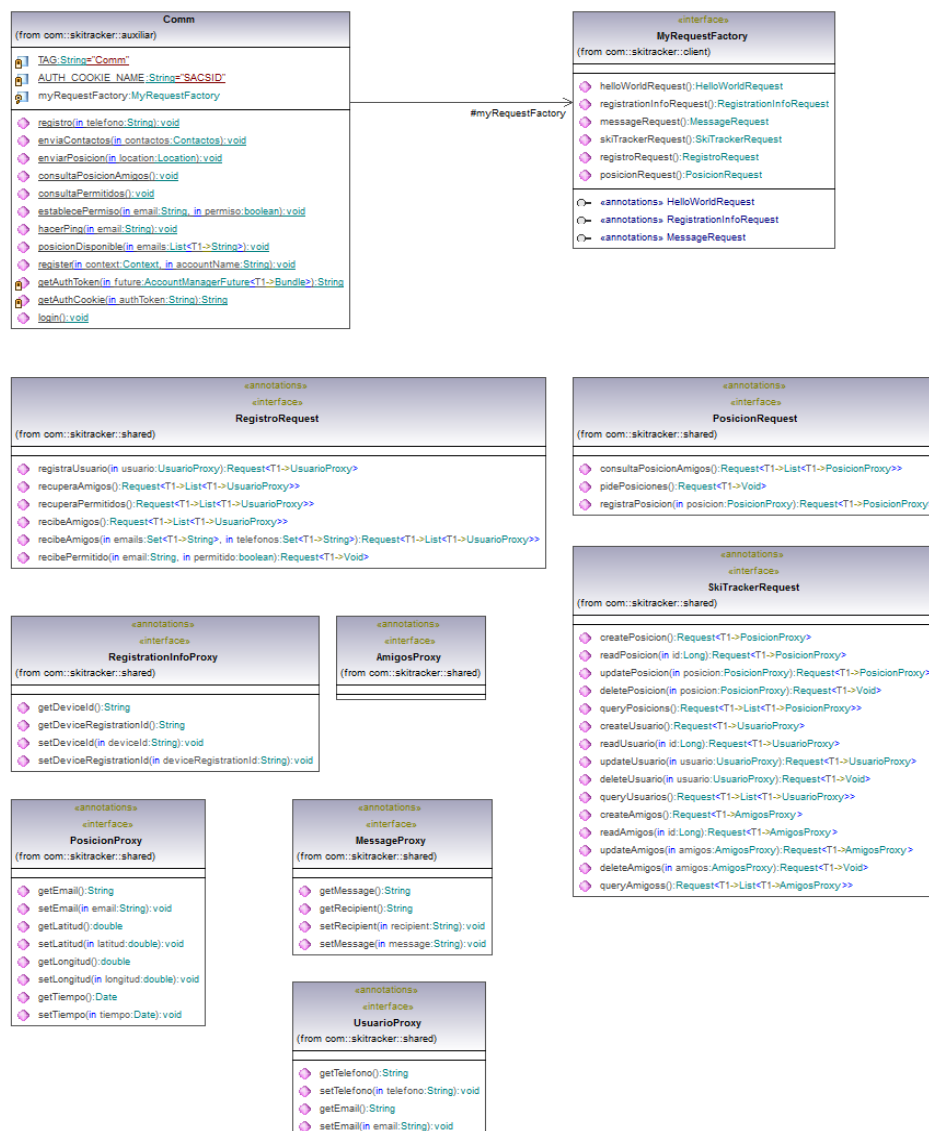 Comm
(from com::skitracker::auxiliar)
TAG:String="Comm"
AUTH_COOKIE_NAME:String="SACSID"
myRequestFactory:MyRequestFactory
registro(in telefono:String):void
enviaContactos(in contactos:Contactos):void
enviarPosicion(in location:Location):void
consultaPosicionAmigos():void
consultaPermitidos():void
establecePermiso(in email:String, in permiso:boolean):void
hacerPing(in email:String):void
posicionDisponible(in emails:List<T1->String>):void
register(in context:Context, in accountName:String):void
getAuthToken(in future:AccountManagerFuture<T1->Bundle>):String
getAuthCookie(in authToken:String):String
login():void
#myRequestFactory
«interface»
MyRequestFactory
(from com::skitracker::client)
helloWorldRequest():HelloWorldRequest
registrationInfoRequest():RegistrationInfoRequest
messageRequest():MessageRequest
skiTrackerRequest():SkiTrackerRequest
registroRequest():RegistroRequest
posicionRequest():PosicionRequest
«annotations» HelloWorldRequest
«annotations» RegistrationInfoRequest
«annotations» MessageRequest
«annotations»
«interface»
RegistroRequest
(from com::skitracker::shared)
registraUsuario(in usuario:UsuarioProxy):Request<T1->UsuarioProxy>
recuperaAmigos():Request<T1->List<T1->UsuarioProxy>>
recuperaPermitidos():Request<T1->List<T1->UsuarioProxy>>
recibeAmigos():Request<T1->List<T1->UsuarioProxy>>
recibeAmigos(in emails:Set<T1->String>, in telefonos:Set<T1->String>):Request<T1->List<T1->UsuarioProxy>>
recibePermitido(in email:String, in permitido:boolean):Request<T1->Void>
«annotations»
«interface»
PosicionRequest
(from com::skitracker::shared)
consultaPosicionAmigos():Request<T1->List<T1->PosicionProxy>>
pidePosiciones():Request<T1->Void>
registraPosicion(in posicion:PosicionProxy):Request<T1->PosicionProxy>
«annotations»
«interface»
SkiTrackerRequest
(from com::skitracker::shared)
createPosicion():Request<T1->PosicionProxy>
readPosicion(in id:Long):Request<T1->PosicionProxy>
updatePosicion(in posicion:PosicionProxy):Request<T1->PosicionProxy>
deletePosicion(in posicion:PosicionProxy):Request<T1->Void>
queryPosicions():Request<T1->List<T1->PosicionProxy>>
createUsuario():Request<T1->UsuarioProxy>
readUsuario(in id:Long):Request<T1->UsuarioProxy>
updateUsuario(in usuario:UsuarioProxy):Request<T1->UsuarioProxy>
deleteUsuario(in usuario:UsuarioProxy):Request<T1->Void>
queryUsuarios():Request<T1->List<T1->UsuarioProxy>>
createAmigos():Request<T1->AmigosProxy>
readAmigos(in id:Long):Request<T1->AmigosProxy>
updateAmigos(in amigos:AmigosProxy):Request<T1->AmigosProxy>
deleteAmigos(in amigos:AmigosProxy):Request<T1->Void>
queryAmigoss():Request<T1->List<T1->AmigosProxy>>
«annotations»
«interface»
RegistrationInfoProxy
(from com::skitracker::shared)
getDeviceId():String
getDeviceRegistrationId():String
setDeviceId(in deviceId:String):void
setDeviceRegistrationId(in deviceRegistrationId:String):void
«annotations»
«interface»
AmigosProxy
(from com::skitracker::shared)
«annotations»
«interface»
PosicionProxy
(from com::skitracker::shared)
getEmail():String
setEmail(in email:String):void
getLatitud():double
setLatitud(in latitud:double):void
getLongitud():double
setLongitud(in longitud:double):void
getTiempo():Date
setTiempo(in tiempo:Date):void
«annotations»
«interface»
MessageProxy
(from com::skitracker::shared)
getMessage():String
getRecipient():String
setRecipient(in recipient:String):void
setMessage(in message:String):void
«annotations»
«interface»
UsuarioProxy
(from com::skitracker::shared)
getTelefono():String
setTelefono(in telefono:String):void
getEmail():String
setEmail(in email:String):void